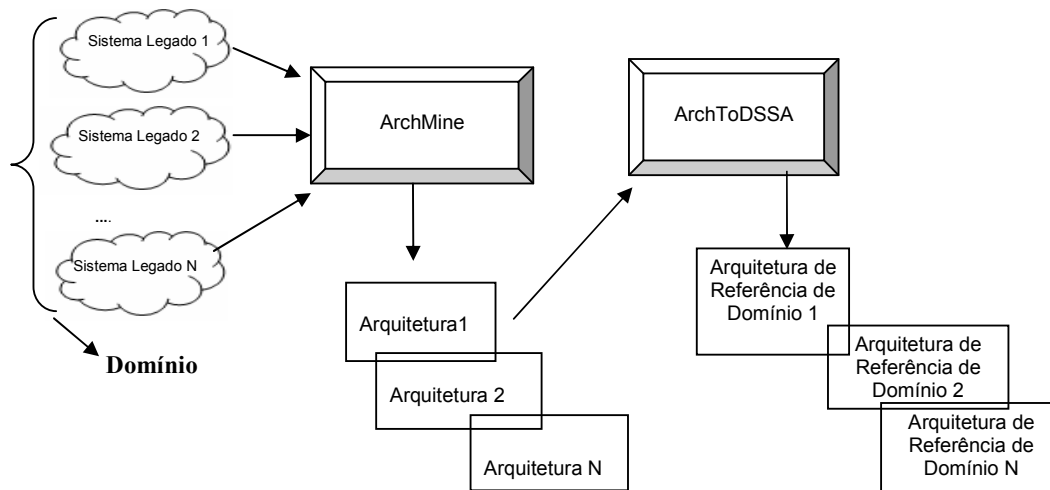 Sistema Legado 1
Sistema Legado 2
....
Sistema Legado N
Domínio
ArchMine
Arquitetura1
Arquitetura 2
Arquitetura N
ArchToDSSA
Arquitetura de
Referência de
Domínio 1
Arquitetura de
Referência de
Domínio 2
Arquitetura de
Referência de
Domínio N